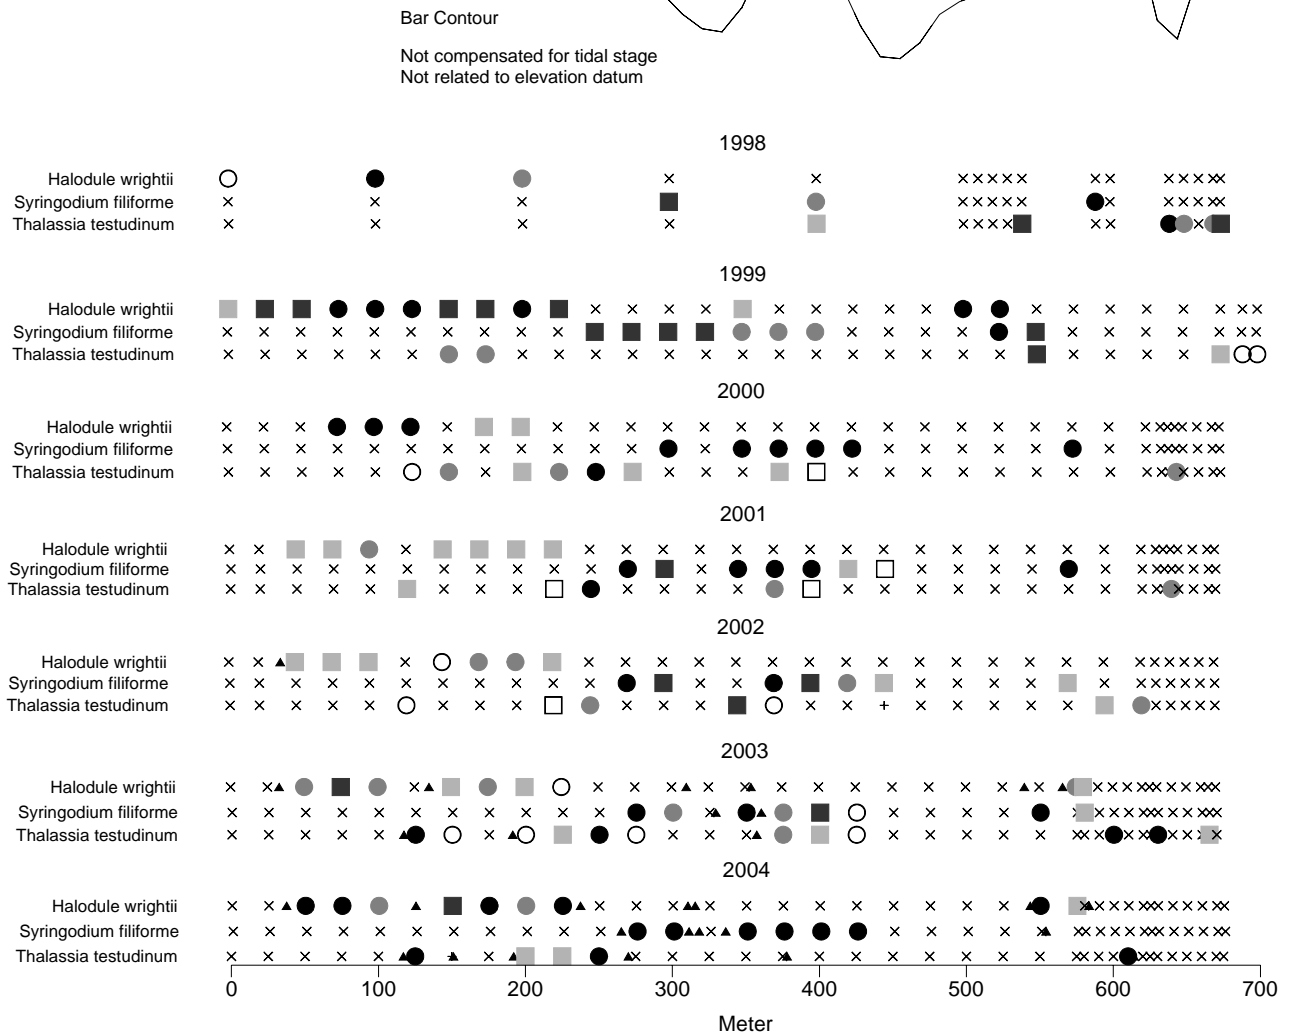 Bar Contour
Not compensated for tidal stage
Not related to elevation datum
1998
Halodule wrightii
Syringodium filiforme
Thalassia testudinum
1999
Halodule wrightii
Syringodium filiforme
Thalassia testudinum
2000
Halodule wrightii
Syringodium filiforme
Thalassia testudinum
2001
Halodule wrightii
Syringodium filiforme
Thalassia testudinum
2002
Halodule wrightii
Syringodium filiforme
Thalassia testudinum
2003
Halodule wrightii
Syringodium filiforme
Thalassia testudinum
2004
Halodule wrightii
Syringodium filiforme
Thalassia testudinum
0 100 200 300 400 500 600 700
Meter